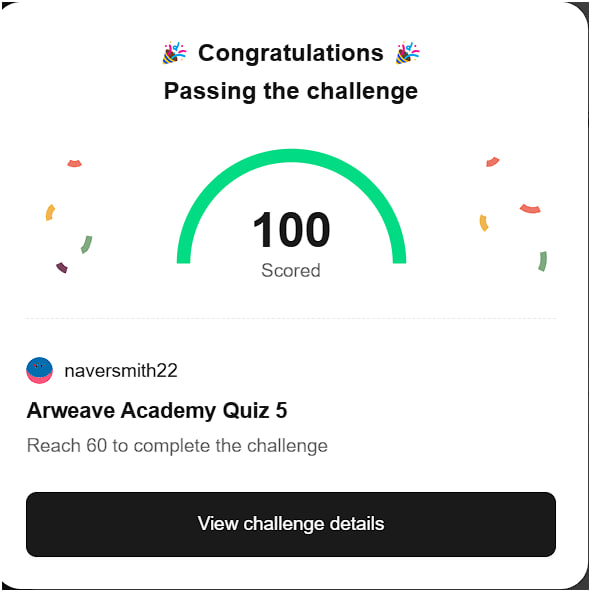 🎉 Congratulations 🎉
Passing the challenge
100
Scored
naversmith22
Arweave Academy Quiz 5
Reach 60 to complete the challenge
View challenge details